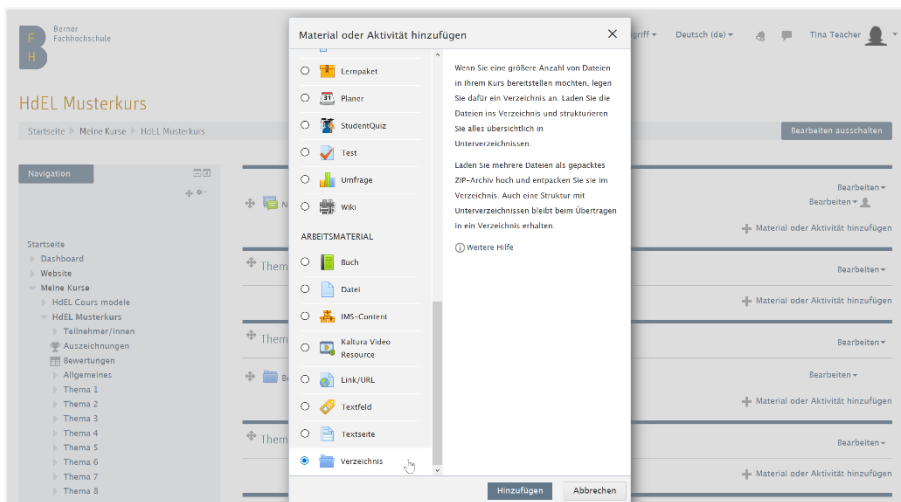 Berner
Fachhochschule
B
F
H
griff
Deutsch (de)
Tina Teacher
HdEL Musterkurs
Startseite
Meine Kurse
HdEL Musterkurs
Bearbeiten ausschalten
Navigation
Startseite
Dashboard
Website
Meine Kurse
HdEL Cours modele
HdEL Musterkurs
Teilnehmer/innen
Auszeichnungen
Bewertungen
Allgemeines
Thema 1
Thema 2
Thema 3
Thema 4
Thema 5
Thema 6
Thema 7
Thema 8
N
Them
Them
Be
Them
Material oder Aktivität hinzufügen
Lernpaket
31
Planer
StudentQuiz
Test
Umfrage
Wiki
ARBEITSMATERIAL
Buch
Datei
IMS-Content
Kaltura Video
Resource
Link/URL
Textfeld
Textseite
Verzeichnis
Wenn Sie eine größere Anzahl von Dateien
in Ihrem Kurs bereitstellen möchten, legen
Sie dafür ein Verzeichnis an. Laden Sie die
Dateien ins Verzeichnis und strukturieren
Sie alles übersichtlich in
Unterverzeichnissen.
Laden Sie mehrere Dateien als gepacktes
ZIP-Archiv hoch und entpacken Sie sie im
Verzeichnis. Auch eine Struktur mit
Unterverzeichnissen bleibt beim Übertragen
in ein Verzeichnis erhalten.
Weitere Hilfe
Hinzufügen
Abbrechen
Bearbeiten
Bearbeiten
Material oder Aktivität hinzufügen
Bearbeiten
Material oder Aktivität hinzufügen
Bearbeiten
Bearbeiten
Material oder Aktivität hinzufügen
Bearbeiten
Material oder Aktivität hinzufügen